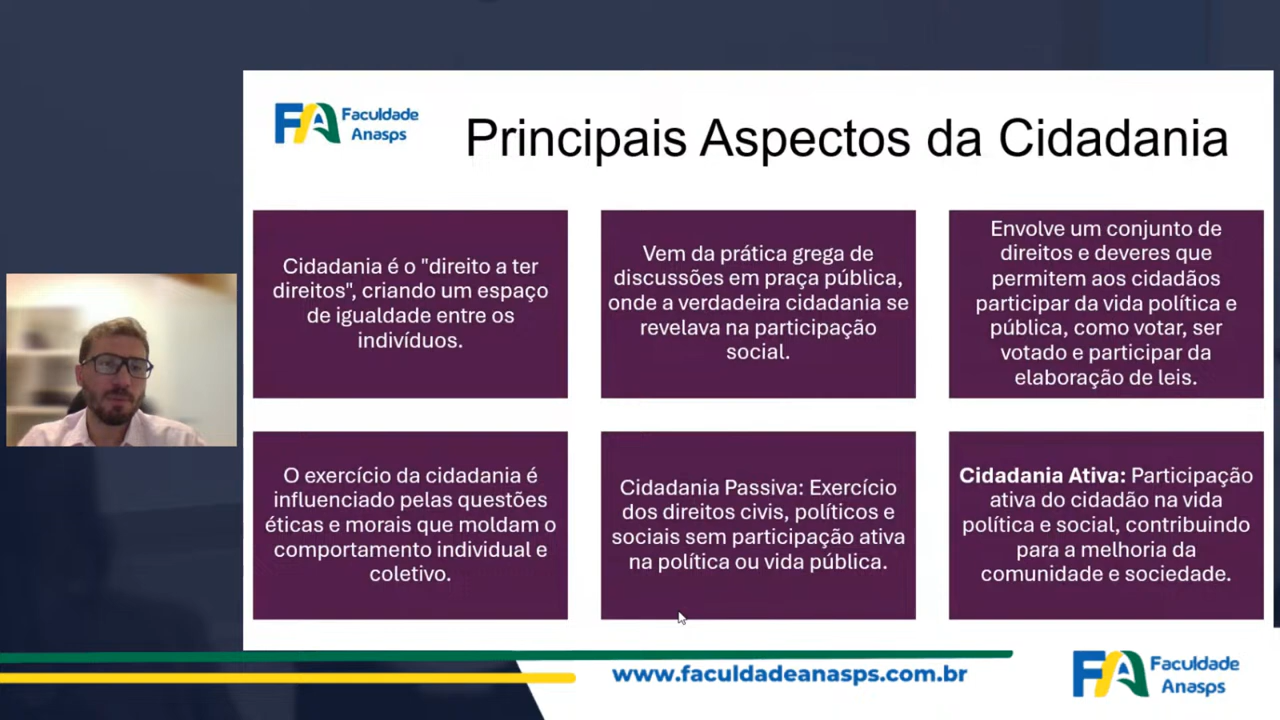 Faculdade
Anasps
Principais Aspectos da Cidadania
Cidadania é o "direito a ter
direitos", criando um espaço
de igualdade entre os
indivíduos.
Vem da prática grega de
discussões em praça pública,
onde a verdadeira cidadania se
revelava na participação
social.
Envolve um conjunto de
direitos e deveres que
permitem aos cidadãos
participar da vida política e
pública, como votar, ser
votado e participar da
elaboração de leis.
O exercício da cidadania é
influenciado pelas questões
éticas e morais que moldam o
comportamento individual e
coletivo.
Cidadania Passiva: Exercício
dos direitos civis, políticos e
sociais sem participação ativa
na política ou vida pública.
Cidadania Ativa: Participação
ativa do cidadão na vida
política e social, contribuindo
para a melhoria da
comunidade e sociedade.
www.faculdadeanasps.com.br
FA Faculdade
Anasps